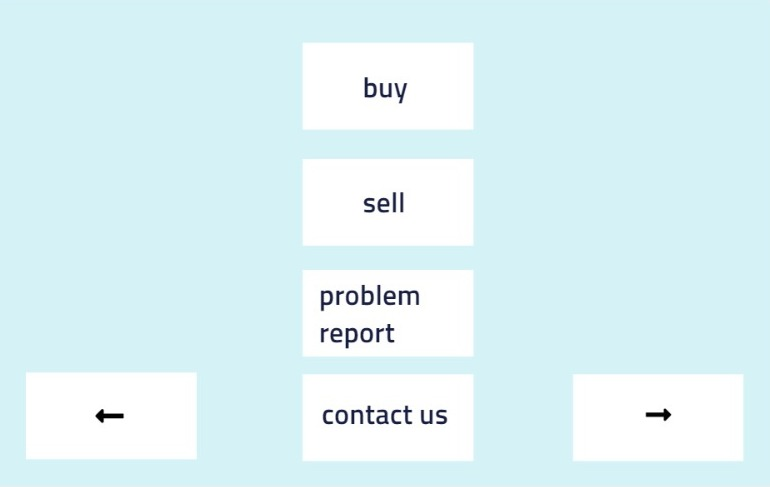 buy
sell
problem
report
contact us
← →